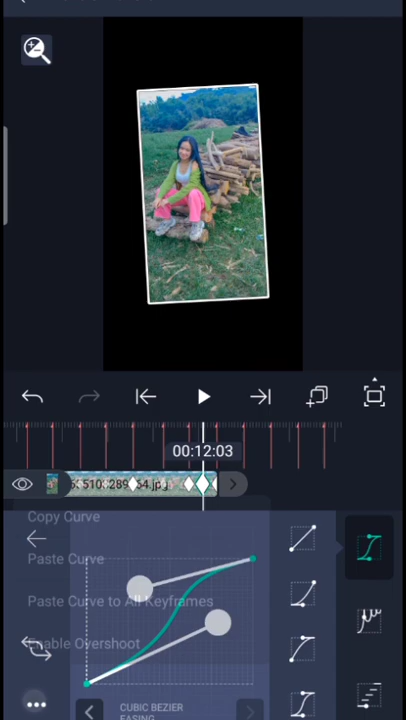 00:12:03
Copy Curve
Paste Curve
Paste Curve to All Keyframes
Enable Overshoot
CUBIC BEZIER
EASING